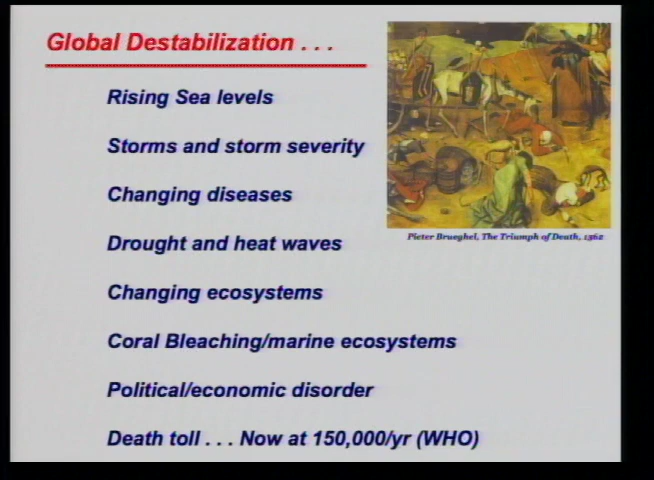 Global Destabilization . . .
Rising Sea levels
Storms and storm severity
Changing diseases
Drought and heat waves
Changing ecosystems
Coral Bleaching/marine ecosystems
Political/economic disorder
Death toll . . . Now at 150,000/yr (WHO)
Pieter Brueghel, The Triumph of Death, 1562